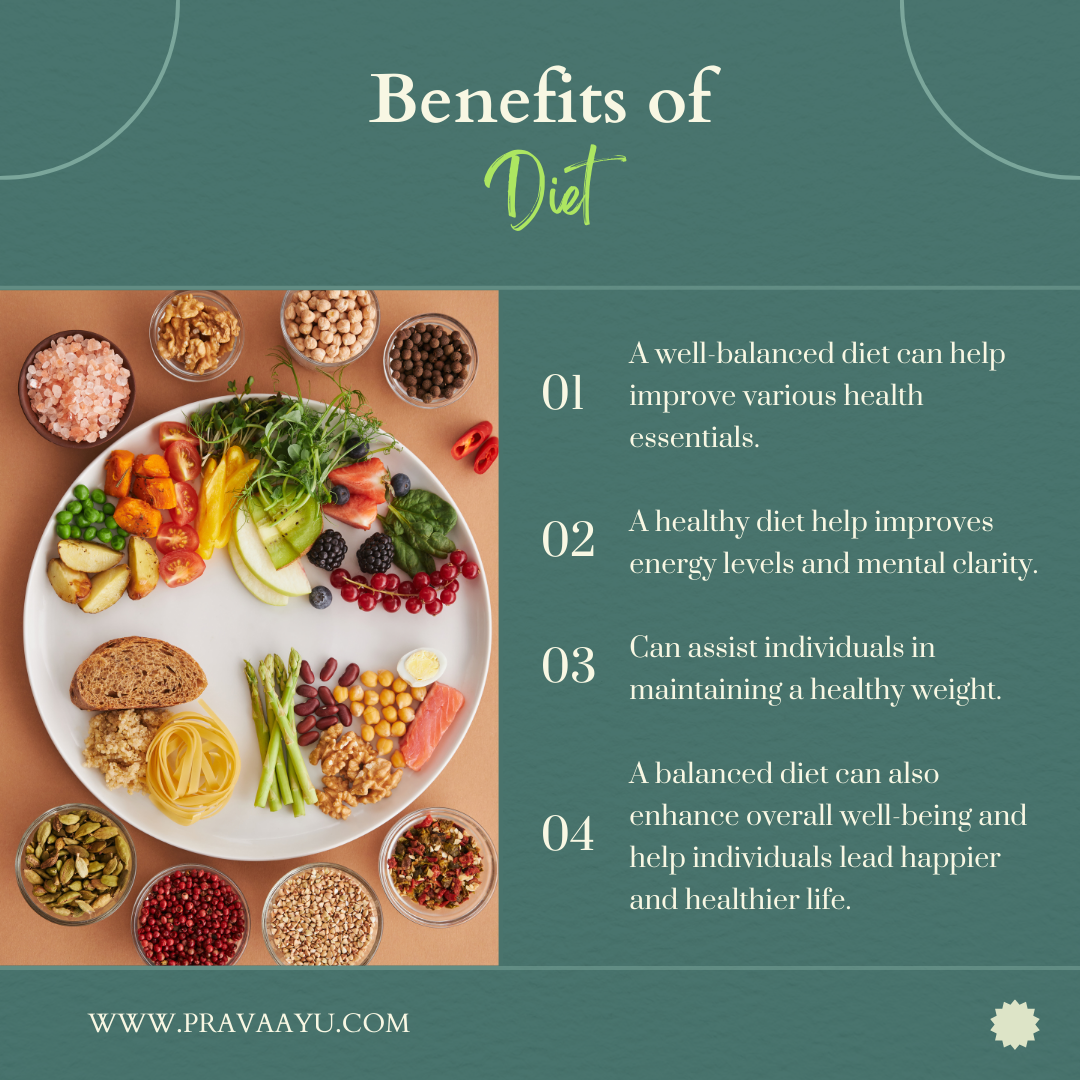 Benefits of
Diet
01
A well-balanced diet can help
improve various health
essentials.
02
A healthy diet help improves
energy levels and mental clarity.
03
Can assist individuals in
maintaining a healthy weight.
04
A balanced diet can also
enhance overall well-being and
help individuals lead happier
and healthier life.
WWW.PRAVAAYU.COM